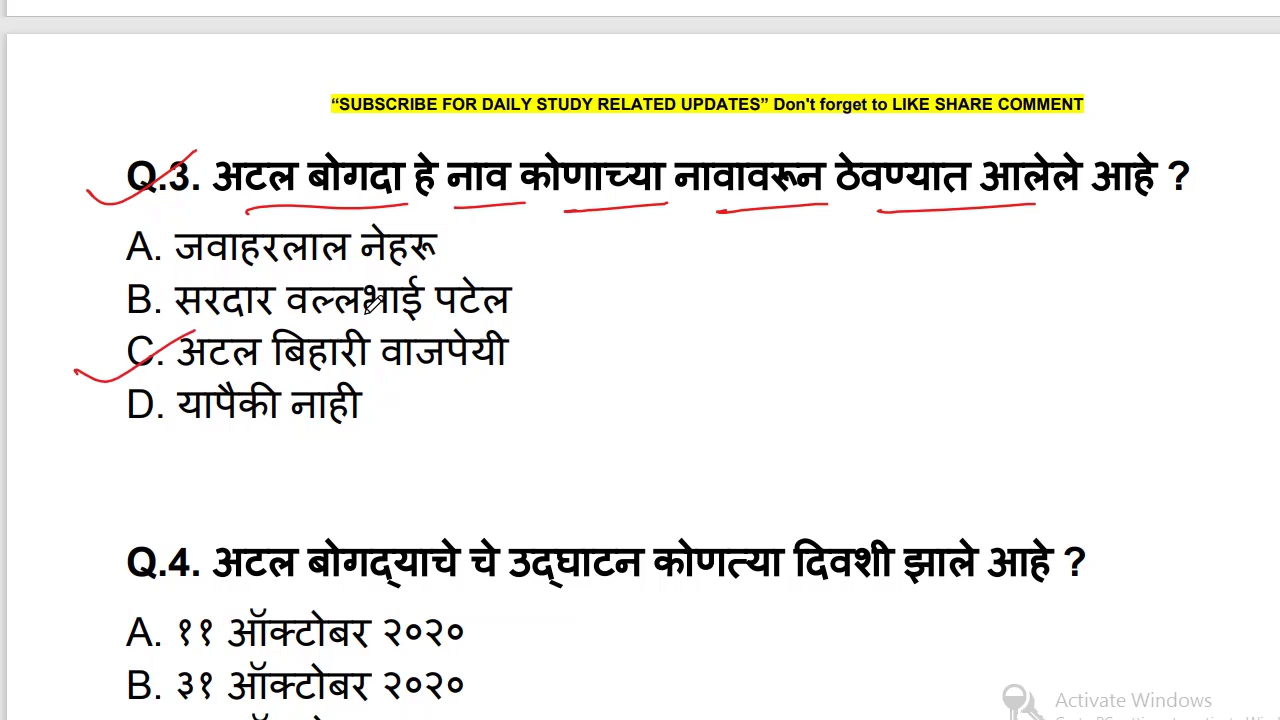 “SUBSCRIBE FOR DAILY STUDY RELATED UPDATES” Don't forget to LIKE SHARE COMMENT
Q.3. अटल बोगदा हे नाव कोणाच्या नावावरून ठेवण्यात आलेले आहे ?
A. जवाहरलाल नेहरू
B. सरदार वल्लभाई पटेल
C. अटल बिहारी वाजपेयी
D. यापैकी नाही
Q.4. अटल बोगद्याचे चे उद्घाटन कोणत्या दिवशी झाले आहे ?
A. ११ ऑक्टोबर २०२०
B. ३१ ऑक्टोबर २०२०
Activate Windows